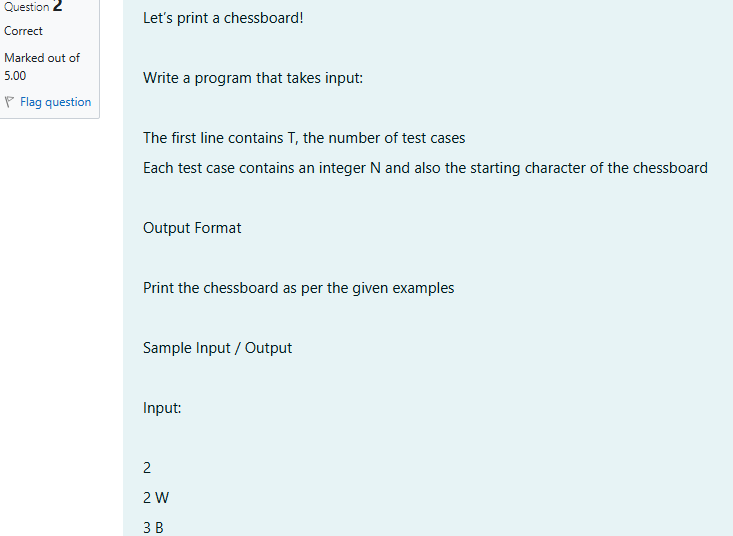 Question 2
Correct
Marked out of
5.00
Flag question
Let's print a chessboard!
Write a program that takes input:
The first line contains T, the number of test cases
Each test case contains an integer N and also the starting character of the chessboard
Output Format
Print the chessboard as per the given examples
Sample Input / Output
Input:
2
2 W
3 B